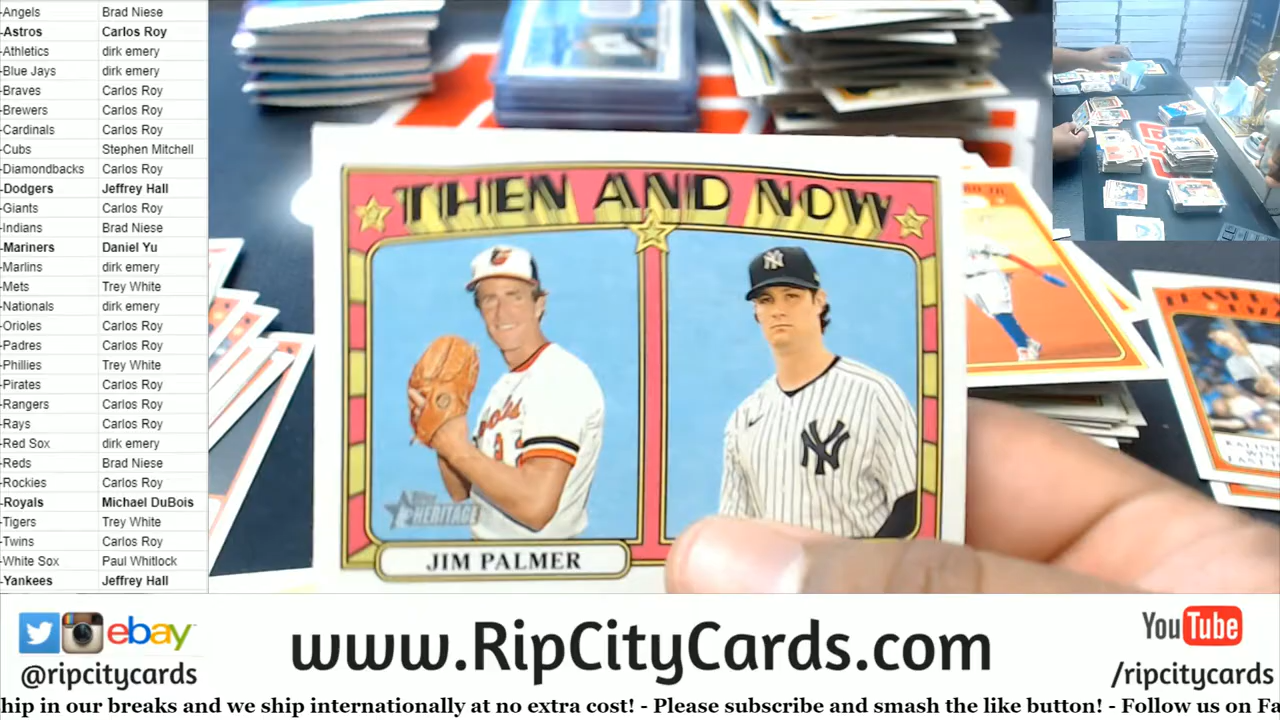 -Angels Brad Niese
-Astros Carlos Roy
-Athletics dirk emery
-Blue Jays dirk emery
-Braves Carlos Roy
-Brewers Carlos Roy
-Cardinals Carlos Roy
-Cubs Stephen Mitchell
-Diamondbacks Carlos Roy
-Dodgers Jeffrey Hall
-Giants Carlos Roy
-Indians Brad Niese
-Mariners Daniel Yu
-Marlins dirk emery
-Mets Trey White
-Nationals dirk emery
-Orioles Carlos Roy
-Padres Carlos Roy
-Phillies Trey White
-Pirates Carlos Roy
-Rangers Carlos Roy
-Rays Carlos Roy
-Red Sox dirk emery
-Reds Brad Niese
-Rockies Carlos Roy
-Royals Michael DuBois
-Tigers Trey White
-Twins Carlos Roy
-White Sox Paul Whitlock
-Yankees Jeffrey Hall
THEN AND NOW
NY
NY
Topps
HERITAGE
JIM PALMER
ebay
@ripcitycards
www.RipCityCards.com
YouTube
/ripcitycards
hip in our breaks and we ship internationally at no extra cost! - Please subscribe and smash the like button! - Follow us on Fa